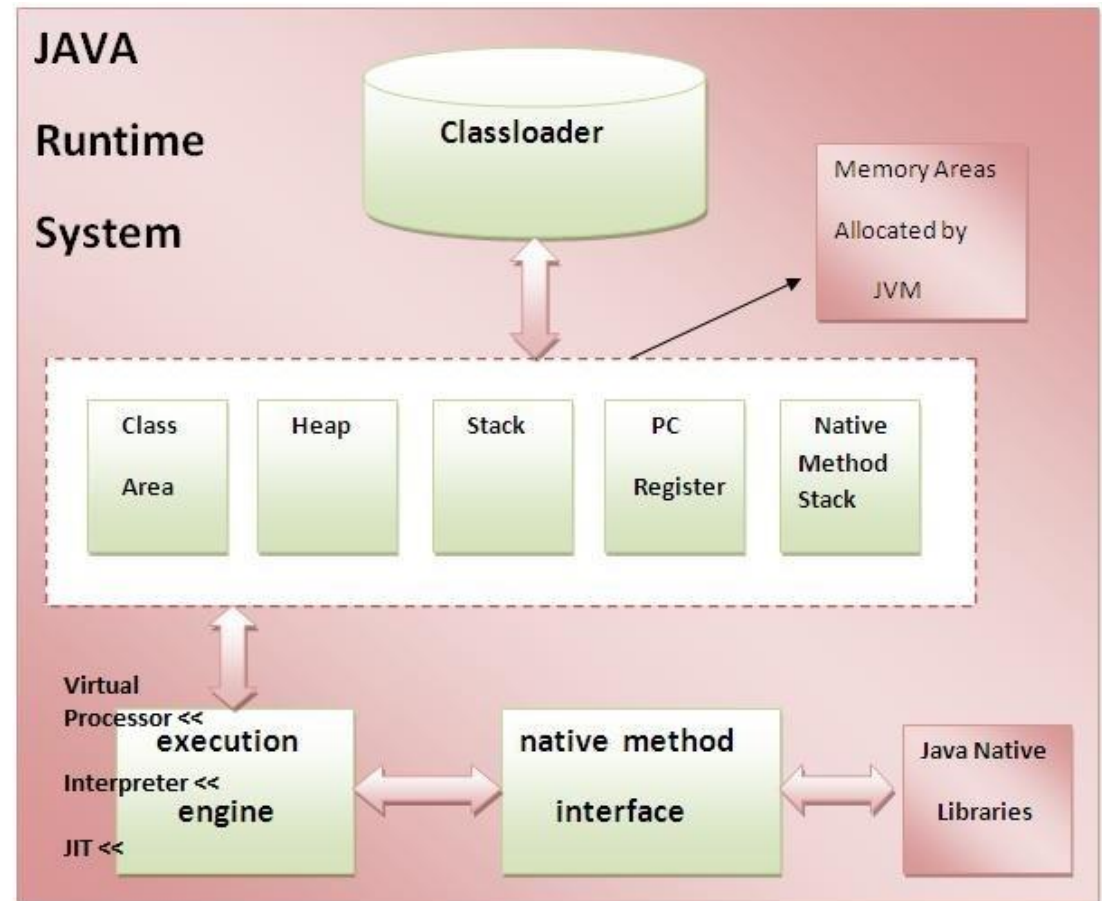 JAVA
Runtime
System
Classloader
Memory Areas
Allocated by
JVM
Class
Area
Heap
Stack
PC
Register
Native
Method
Stack
Virtual
Processor <<
execution
Interpreter <<
engine
JIT <<
native method
interface
Java Native
Libraries